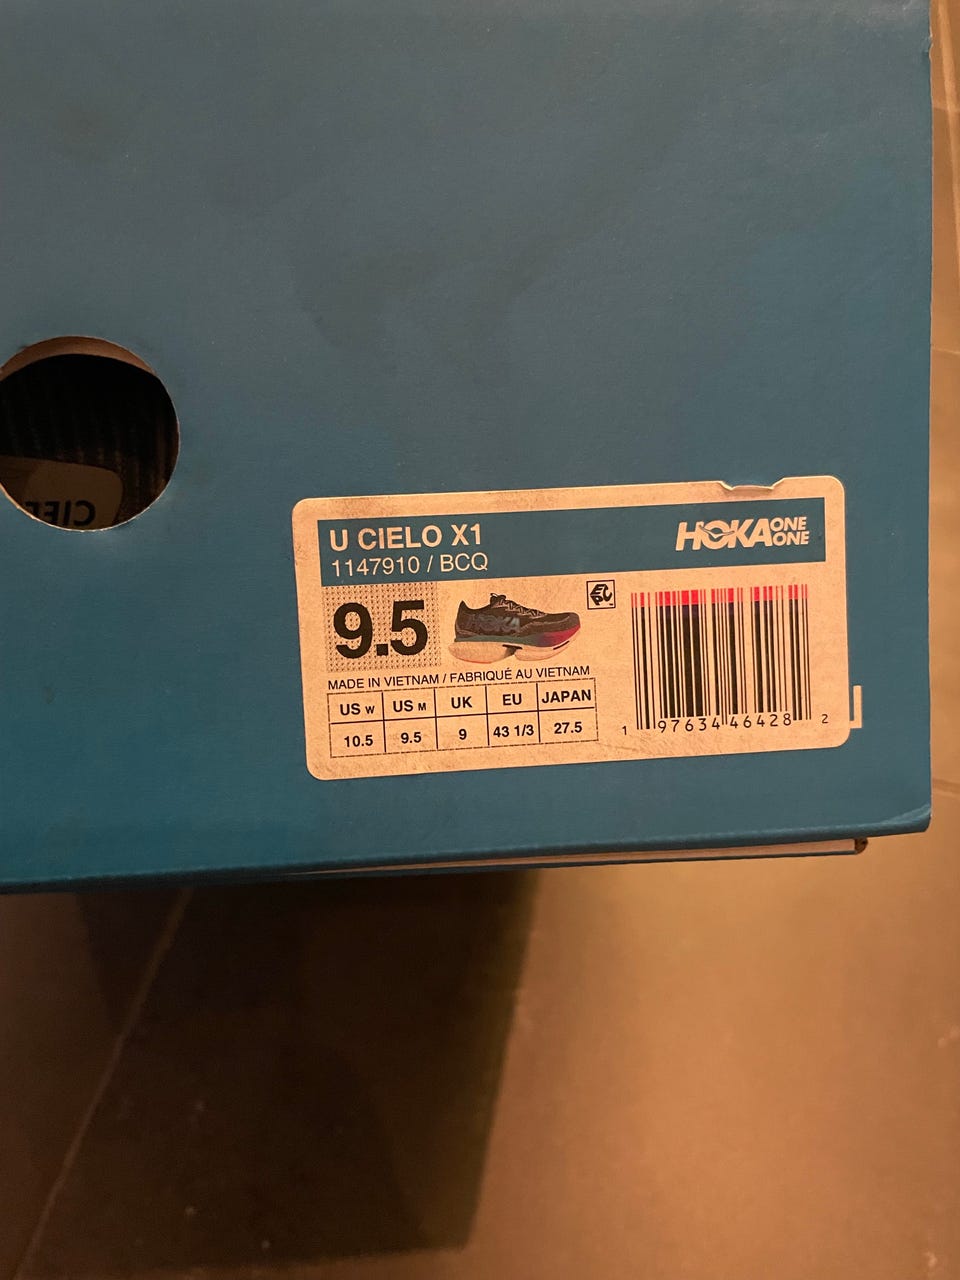 U CIELO X1
1147910 / BCQ
HOKA ONE ONE
9.5
MADE IN VIETNAM / FABRIQUÉ AU VIETNAM
US W US M UK EU JAPAN
10.5 9.5 9 43 1/3 27.5
1 97634 46428 2
CIEL